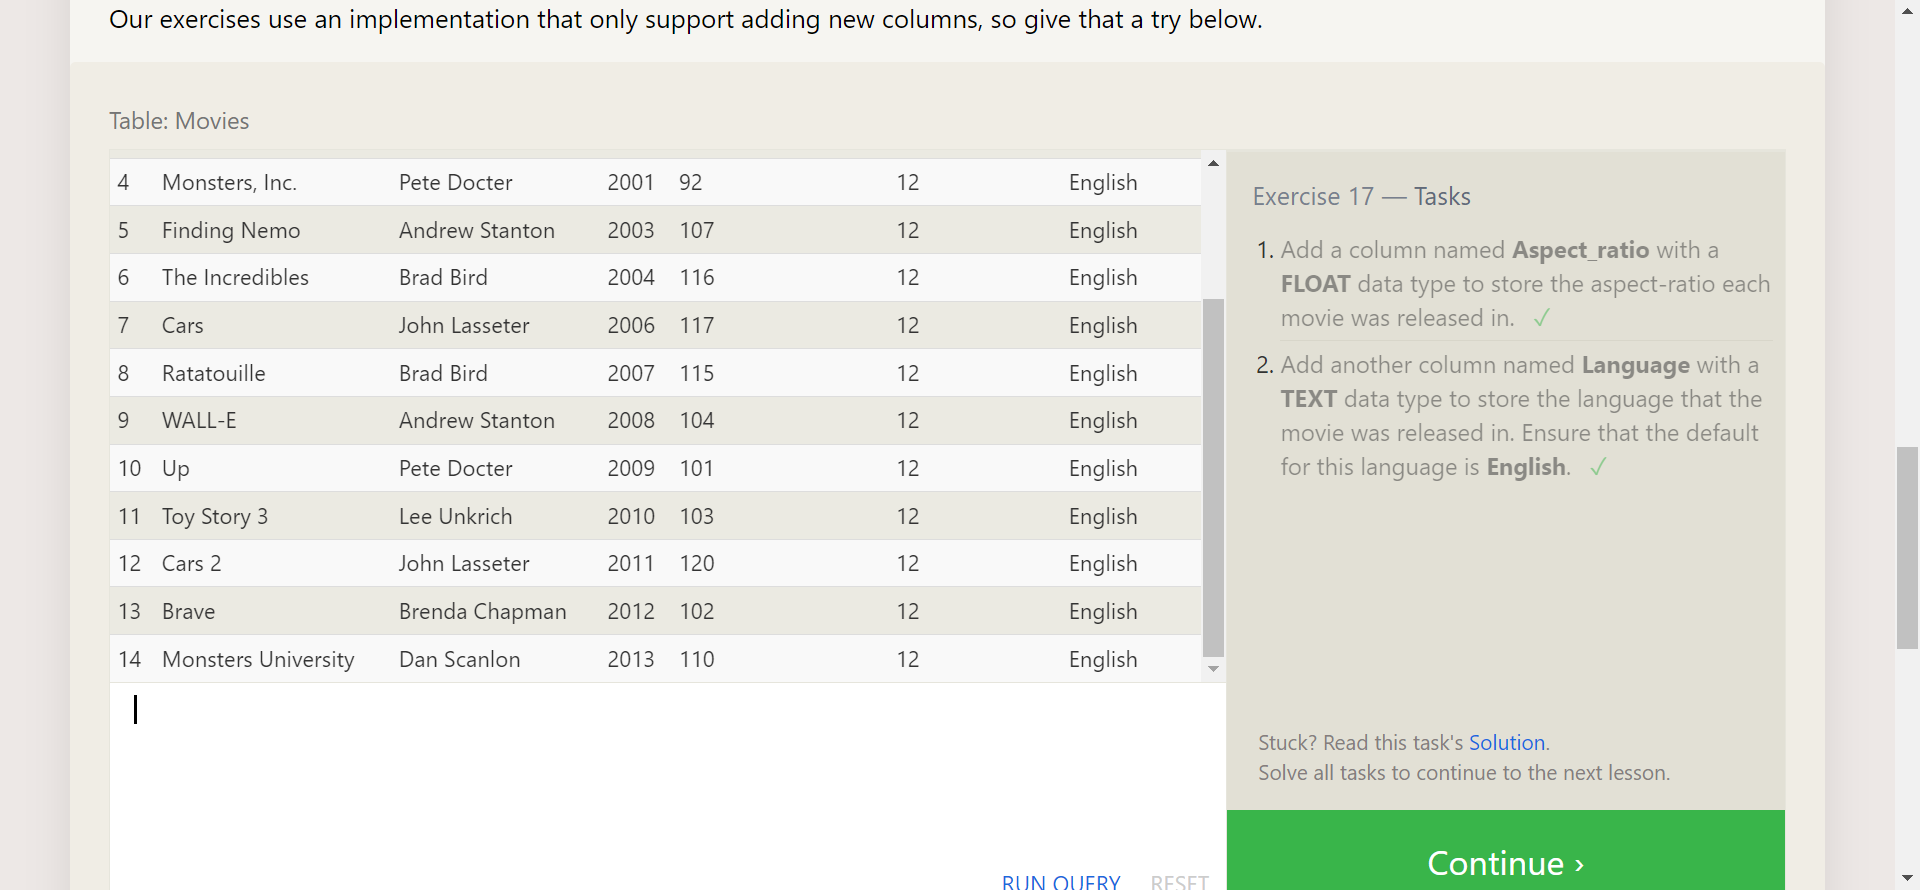 Our exercises use an implementation that only support adding new columns, so give that a try below.
Table: Movies
4 Monsters, Inc. Pete Docter 2001 92 12 English
5 Finding Nemo Andrew Stanton 2003 107 12 English
6 The Incredibles Brad Bird 2004 116 12 English
7 Cars John Lasseter 2006 117 12 English
8 Ratatouille Brad Bird 2007 115 12 English
9 WALL-E Andrew Stanton 2008 104 12 English
10 Up Pete Docter 2009 101 12 English
11 Toy Story 3 Lee Unkrich 2010 103 12 English
12 Cars 2 John Lasseter 2011 120 12 English
13 Brave Brenda Chapman 2012 102 12 English
14 Monsters University Dan Scanlon 2013 110 12 English
RUN QUERY RESET
Exercise 17 — Tasks
1. Add a column named Aspect_ratio with a
FLOAT data type to store the aspect-ratio each
movie was released in. ✓
2. Add another column named Language with a
TEXT data type to store the language that the
movie was released in. Ensure that the default
for this language is English. ✓
Stuck? Read this task's Solution.
Solve all tasks to continue to the next lesson.
Continue ›